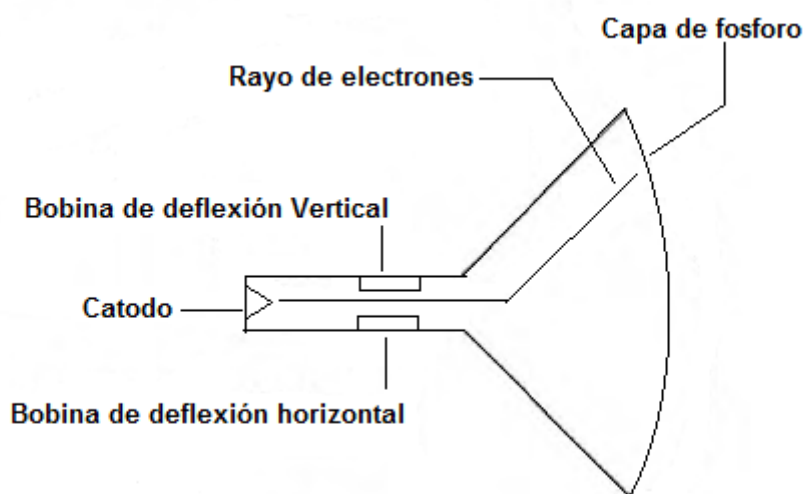 Capa de fosforo
Rayo de electrones
Bobina de deflexión Vertical
Catodo
Bobina de deflexión horizontal